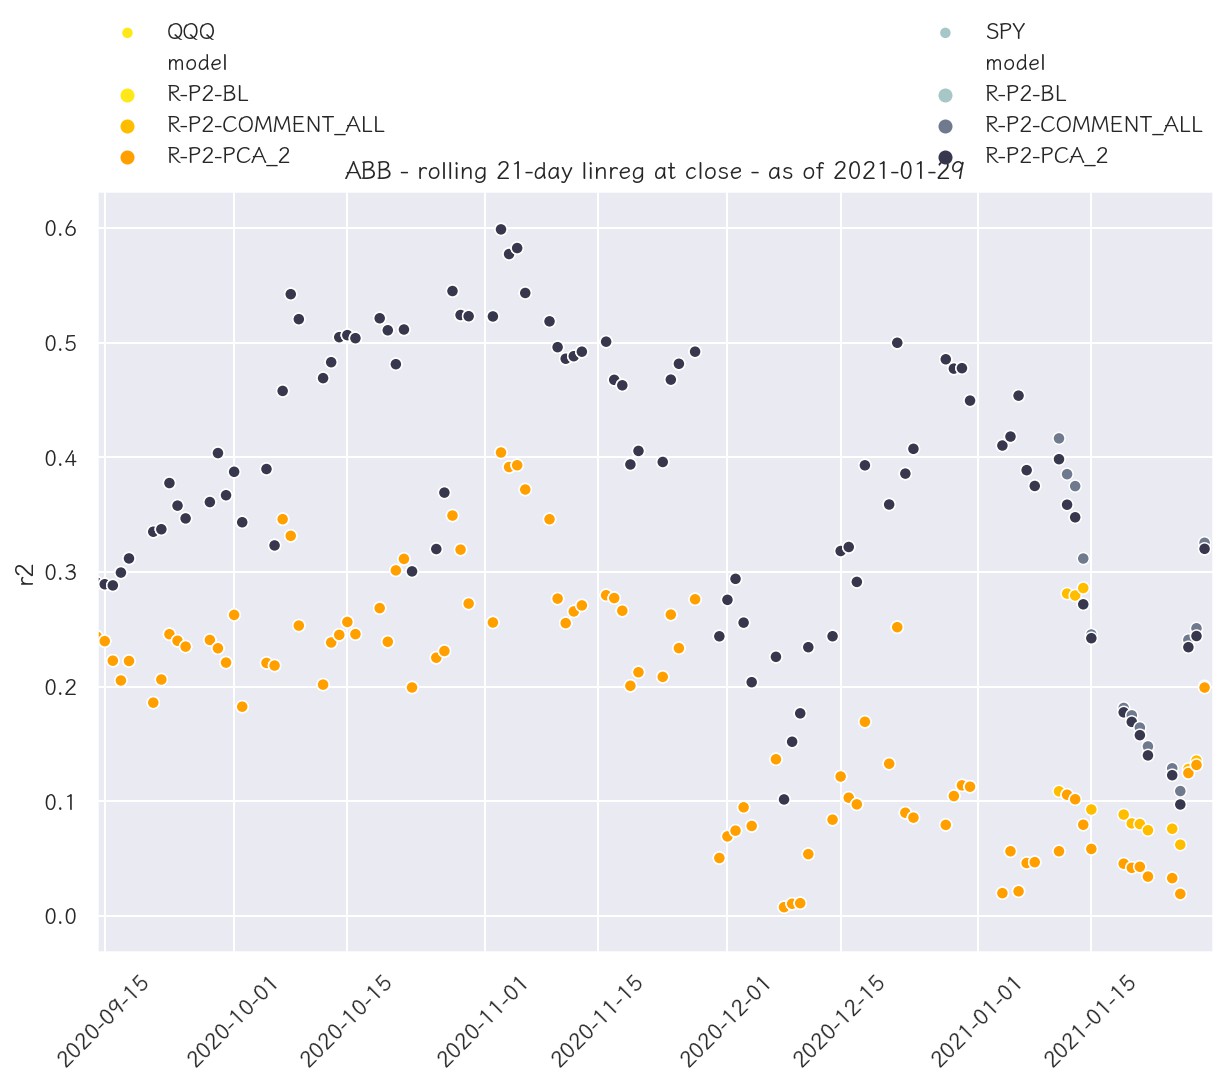 QQQ
model
R-P2-BL
R-P2-COMMENT_ALL
R-P2-PCA_2
SPY
model
R-P2-BL
R-P2-COMMENT_ALL
R-P2-PCA_2
ABB - rolling 21-day linreg at close - as of 2021-01-29
r2
0.6
0.5
0.4
0.3
0.2
0.1
0.0
2020-09-15
2020-10-01
2020-10-15
2020-11-01
2020-11-15
2020-12-01
2020-12-15
2021-01-01
2021-01-15